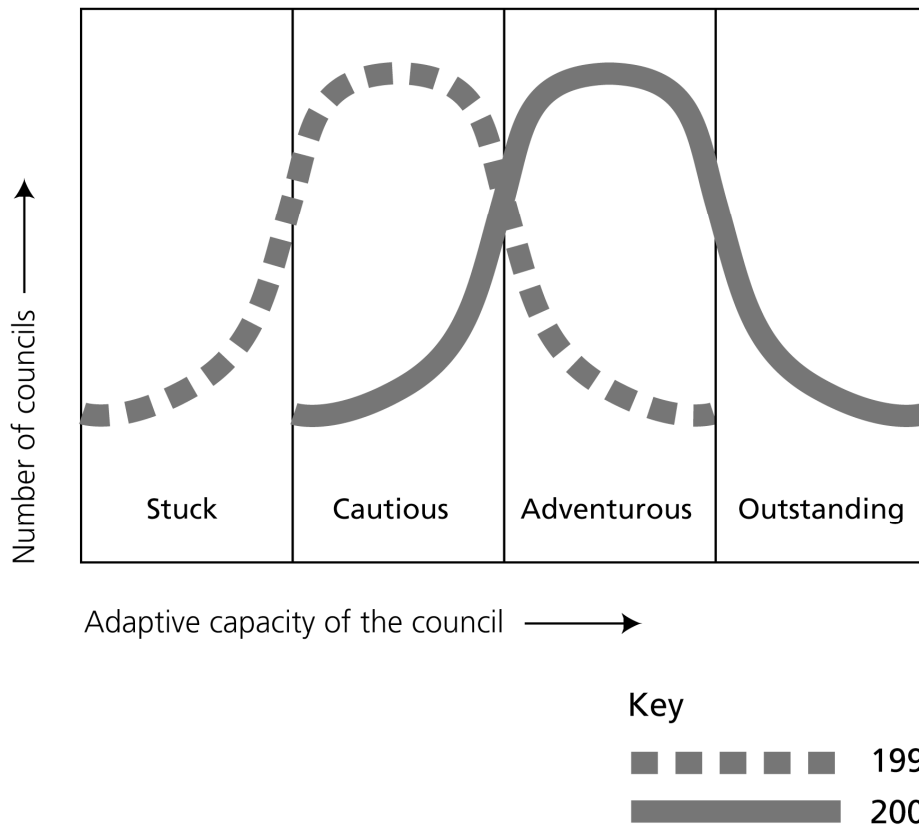 Number of councils
Stuck
Cautious
Adventurous
Outstanding
Adaptive capacity of the council
Key
199
200